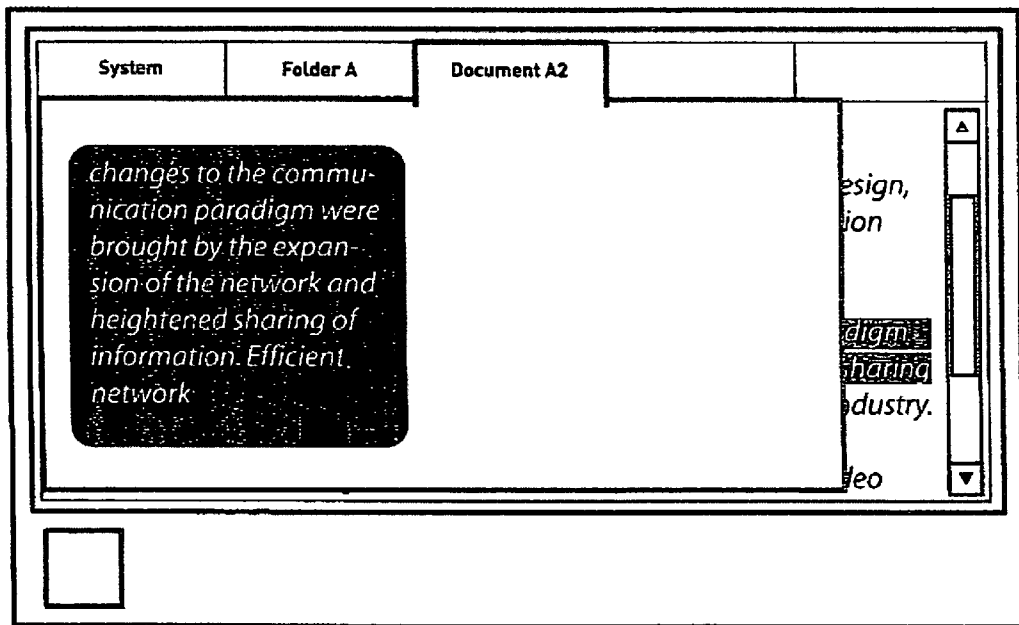 System Folder A Document A2
changes to the commu-
nication paradigm were
brought by the expan-
sion of the network and
heightened sharing of
information. Efficient
network
esign,
ion
digm
sharing
dustry.
deo